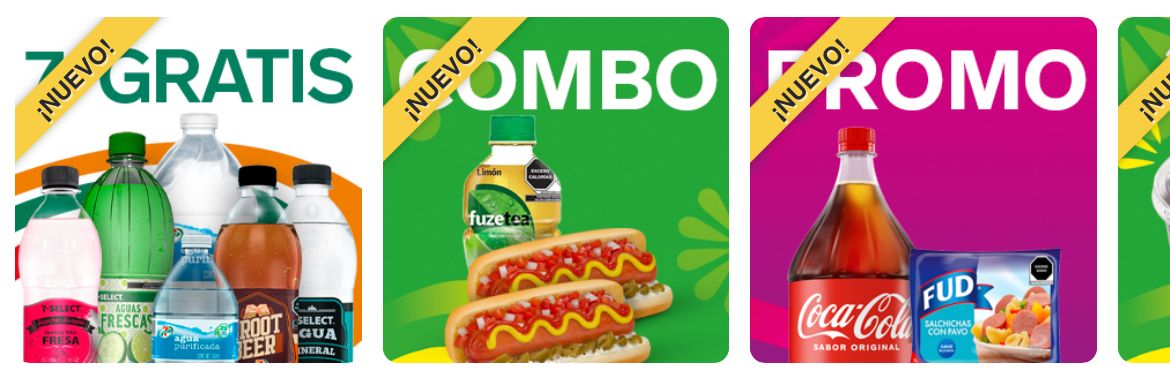 7 GRATIS
¡NUEVO!
7-SELECT
FRESA
SELECT
AGUAS
FRESCAS
agua
purificada
ROOT
BEER
SELECT
AGUA
MINERAL
COMBO
¡NUEVO!
Limón
EXCESO
CALORÍAS
fuzetea
PROMO
¡NUEVO!
Coca-Cola
SABOR ORIGINAL
FUD
SALCHICHAS
CON PAVO
¡NU